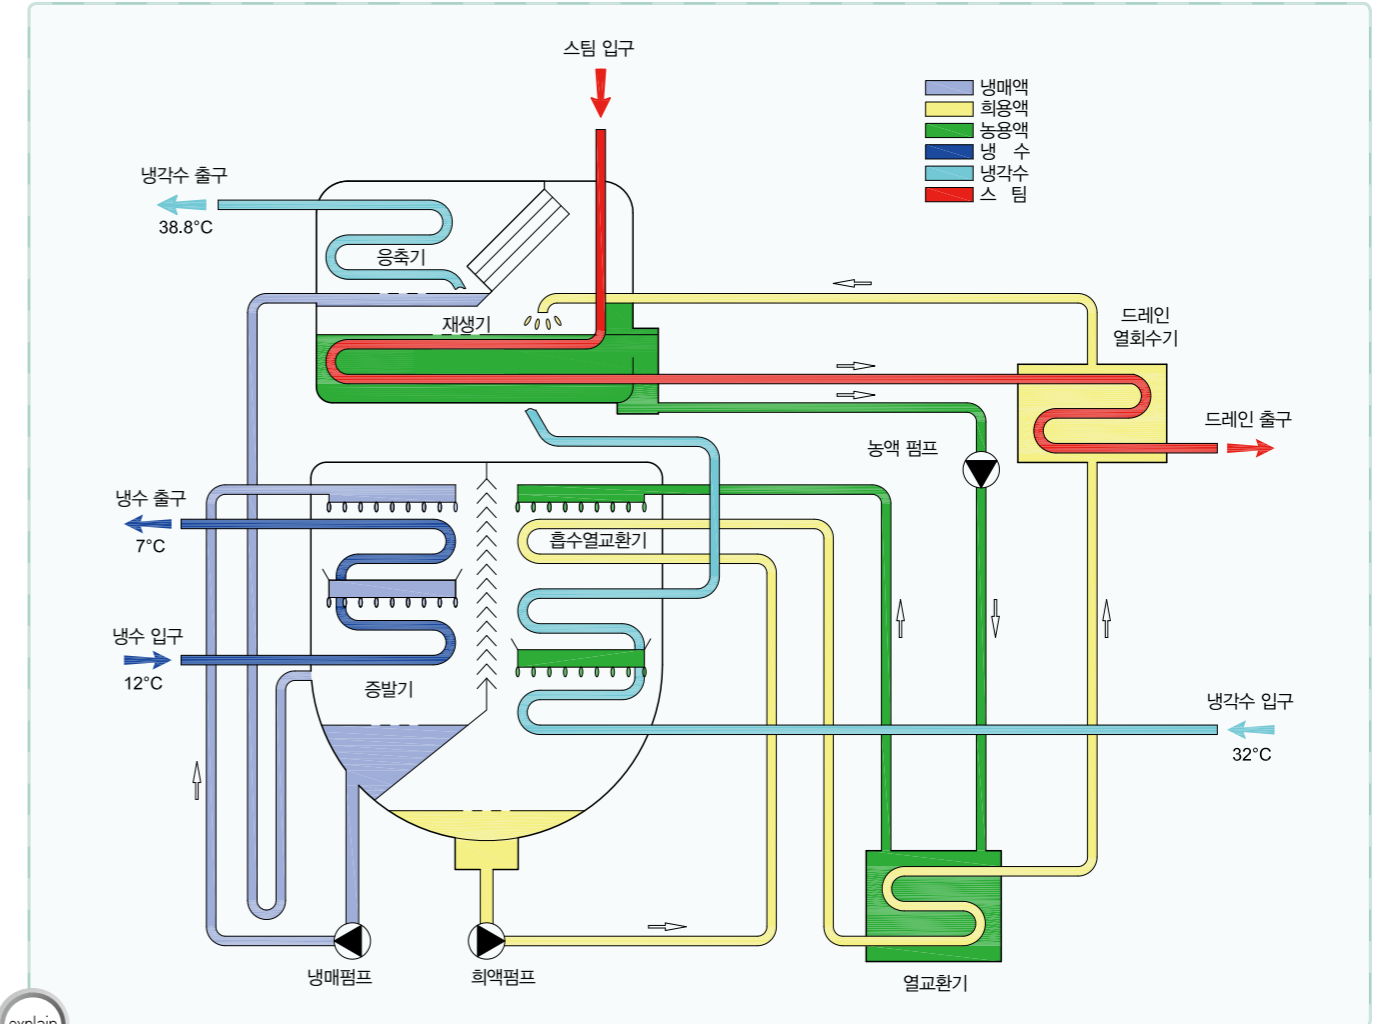 스팀 입구
냉매액
희용액
농용액
냉 수
냉각수
스 팀
냉각수 출구
38.8°C
응축기
재생기
드레인
열회수기
드레인 출구
농액 펌프
냉수 출구
7°C
흡수열교환기
냉수 입구
12°C
증발기
냉각수 입구
32°C
냉매펌프
희액펌프
열교환기
explain